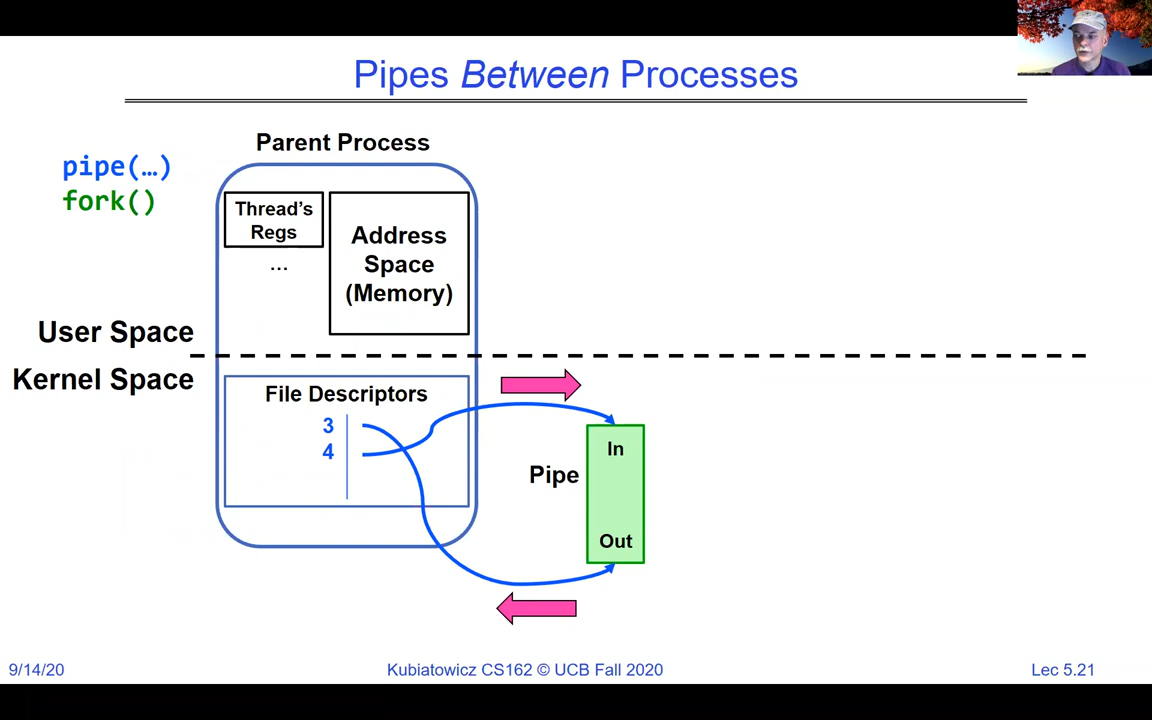 Pipes Between Processes
Parent Process
pipe(…)
fork()
Thread's
Regs
…
Address
Space
(Memory)
User Space
Kernel Space
File Descriptors
3
4
In
Pipe
Out
9/14/20
Kubiatowicz CS162 © UCB Fall 2020
Lec 5.21